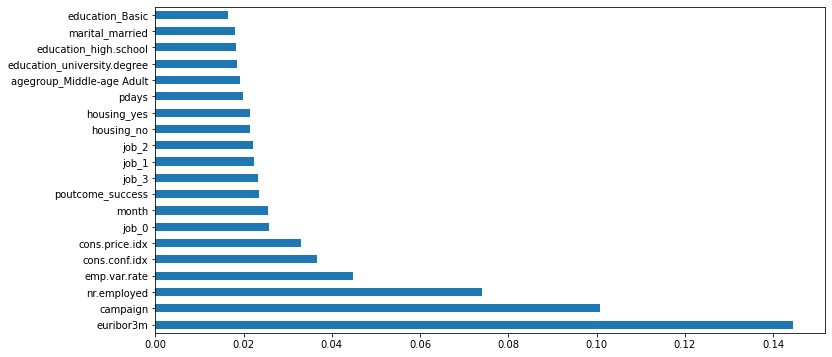 education_Basic
marital_married
education_high.school
education_university.degree
agegroup_Middle-age Adult
pdays
housing_yes
housing_no
job_2
job_1
job_3
poutcome_success
month
job_0
cons.price.idx
cons.conf.idx
emp.var.rate
nr.employed
campaign
euribor3m
0.00 0.02 0.04 0.06 0.08 0.10 0.12 0.14